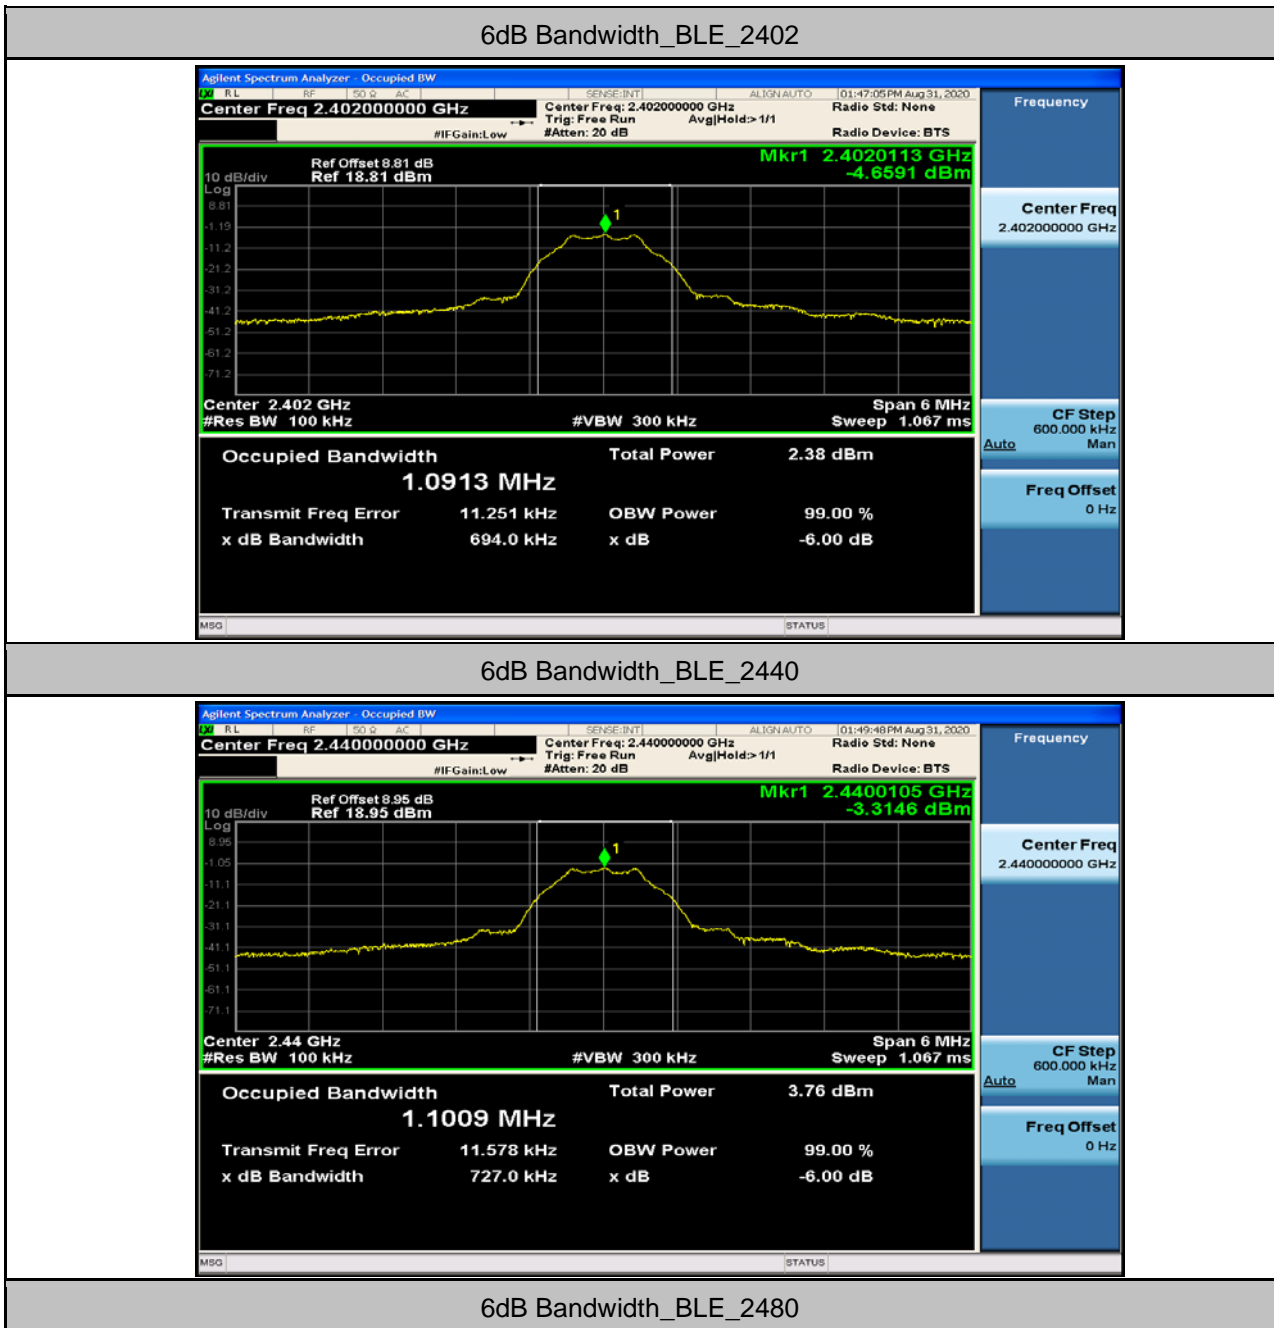 6dB Bandwidth_BLE_2402
Agilent Spectrum Analyzer - Occupied BW
LXI RL RF 50 Ω AC SENSE:INT ALIGN AUTO 01:47:05 PM Aug 31, 2020
Center Freq 2.402000000 GHz
Center Freq: 2.402000000 GHz
Radio Std: None
Trig: Free Run Avg|Hold:> 1/1
#IFGain:Low #Atten: 20 dB Radio Device: BTS
Frequency
Mkr1 2.4020113 GHz
-4.6591 dBm
Ref Offset 8.81 dB
10 dB/div Ref 18.81 dBm
Log
8.81
-1.19
-11.2
-21.2
-31.2
-41.2
-51.2
-61.2
-71.2
1
Center Freq
2.402000000 GHz
Center 2.402 GHz Span 6 MHz
#Res BW 100 kHz #VBW 300 kHz Sweep 1.067 ms
CF Step
600.000 kHz
Auto Man
Occupied Bandwidth Total Power 2.38 dBm
1.0913 MHz
Transmit Freq Error 11.251 kHz OBW Power 99.00 %
x dB Bandwidth 694.0 kHz x dB -6.00 dB
Freq Offset
0 Hz
MSG STATUS
6dB Bandwidth_BLE_2440
Agilent Spectrum Analyzer - Occupied BW
LXI RL RF 50 Ω AC SENSE:INT ALIGN AUTO 01:49:48 PM Aug 31, 2020
Center Freq 2.440000000 GHz
Center Freq: 2.440000000 GHz
Radio Std: None
Trig: Free Run Avg|Hold:> 1/1
#IFGain:Low #Atten: 20 dB Radio Device: BTS
Frequency
Mkr1 2.4400105 GHz
-3.3146 dBm
Ref Offset 8.95 dB
10 dB/div Ref 18.95 dBm
Log
8.95
-1.05
-11.1
-21.1
-31.1
-41.1
-51.1
-61.1
-71.1
1
Center Freq
2.440000000 GHz
Center 2.44 GHz Span 6 MHz
#Res BW 100 kHz #VBW 300 kHz Sweep 1.067 ms
CF Step
600.000 kHz
Auto Man
Occupied Bandwidth Total Power 3.76 dBm
1.1009 MHz
Transmit Freq Error 11.578 kHz OBW Power 99.00 %
x dB Bandwidth 727.0 kHz x dB -6.00 dB
Freq Offset
0 Hz
MSG STATUS
6dB Bandwidth_BLE_2480